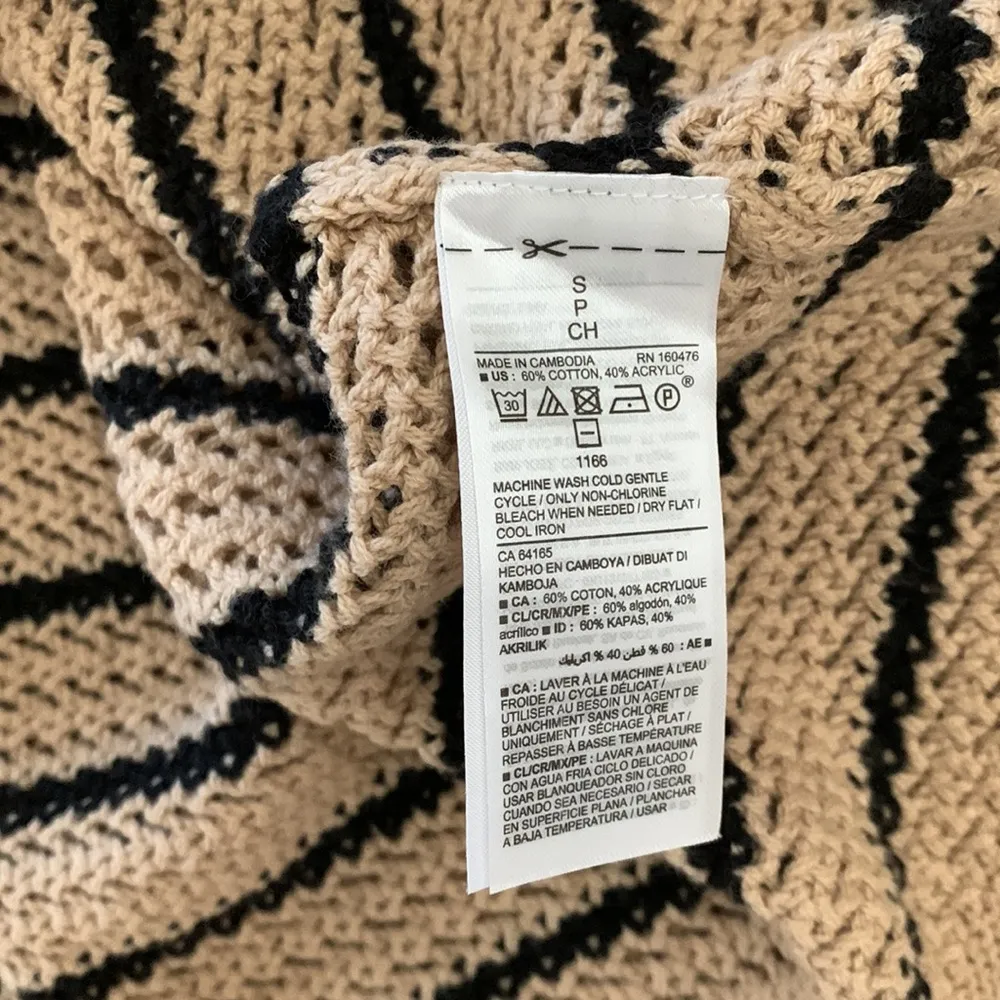 S
P
CH
MADE IN CAMBODIA RN 160476
■ US : 60% COTTON, 40% ACRYLIC
30 P ®
1166
MACHINE WASH COLD GENTLE
CYCLE / ONLY NON-CHLORINE
BLEACH WHEN NEEDED / DRY FLAT /
COOL IRON
CA 64165
HECHO EN CAMBOYA / DIBUAT DI
KAMBOJA
■ CA : 60% COTON, 40% ACRYLIQUE
■ CL/CR/MX/PE : 60% algodón, 40%
acrílico ■ ID : 60% KAPAS, 40%
AKRILIK
■ AE : 60 % قطن 40 % اكريليك
■ CA : LAVER À LA MACHINE À L'EAU
FROIDE AU CYCLE DÉLICAT /
UTILISER AU BESOIN UN AGENT DE
BLANCHIMENT SANS CHLORE
UNIQUEMENT / SÉCHAGE À PLAT /
REPASSER À BASSE TEMPÉRATURE
■ CL/CR/MX/PE : LAVAR A MAQUINA
CON AGUA FRIA CICLO DELICADO /
USAR BLANQUEADOR SIN CLORO
CUANDO SEA NECESARIO / SECAR
EN SUPERFICIE PLANA / PLANCHAR
A BAJA TEMPERATURA / USAR